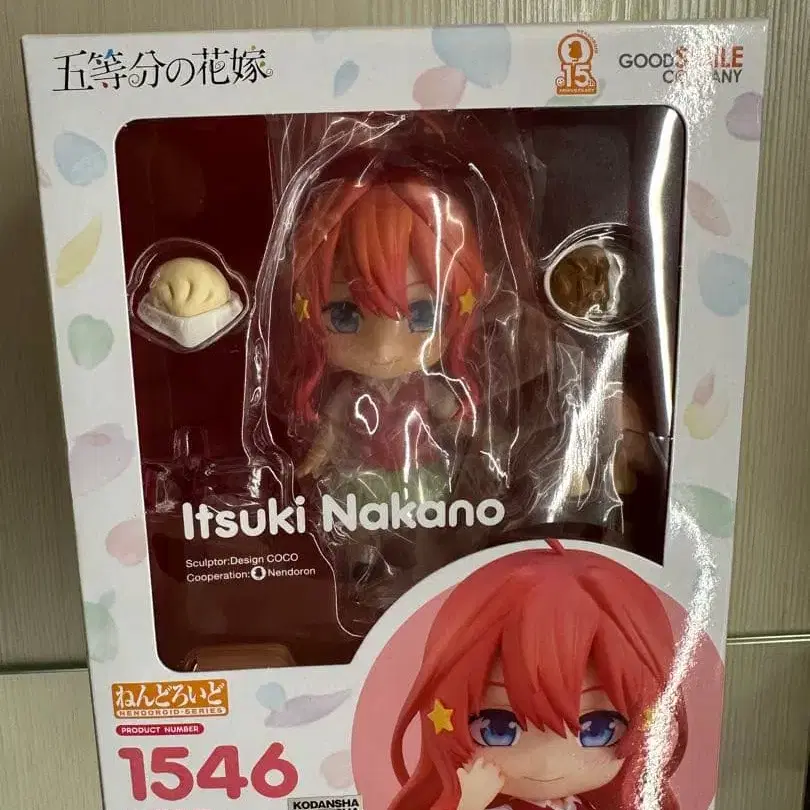 五等分の花嫁
15th
ANNIVERSARY
GOOD SMILE
COMPANY
Itsuki Nakano
Sculptor:Design COCO
Cooperation: Nendoron
ねんどろいど
NENDOROID·SERIES
PRODUCT NUMBER
1546
KODANSHA